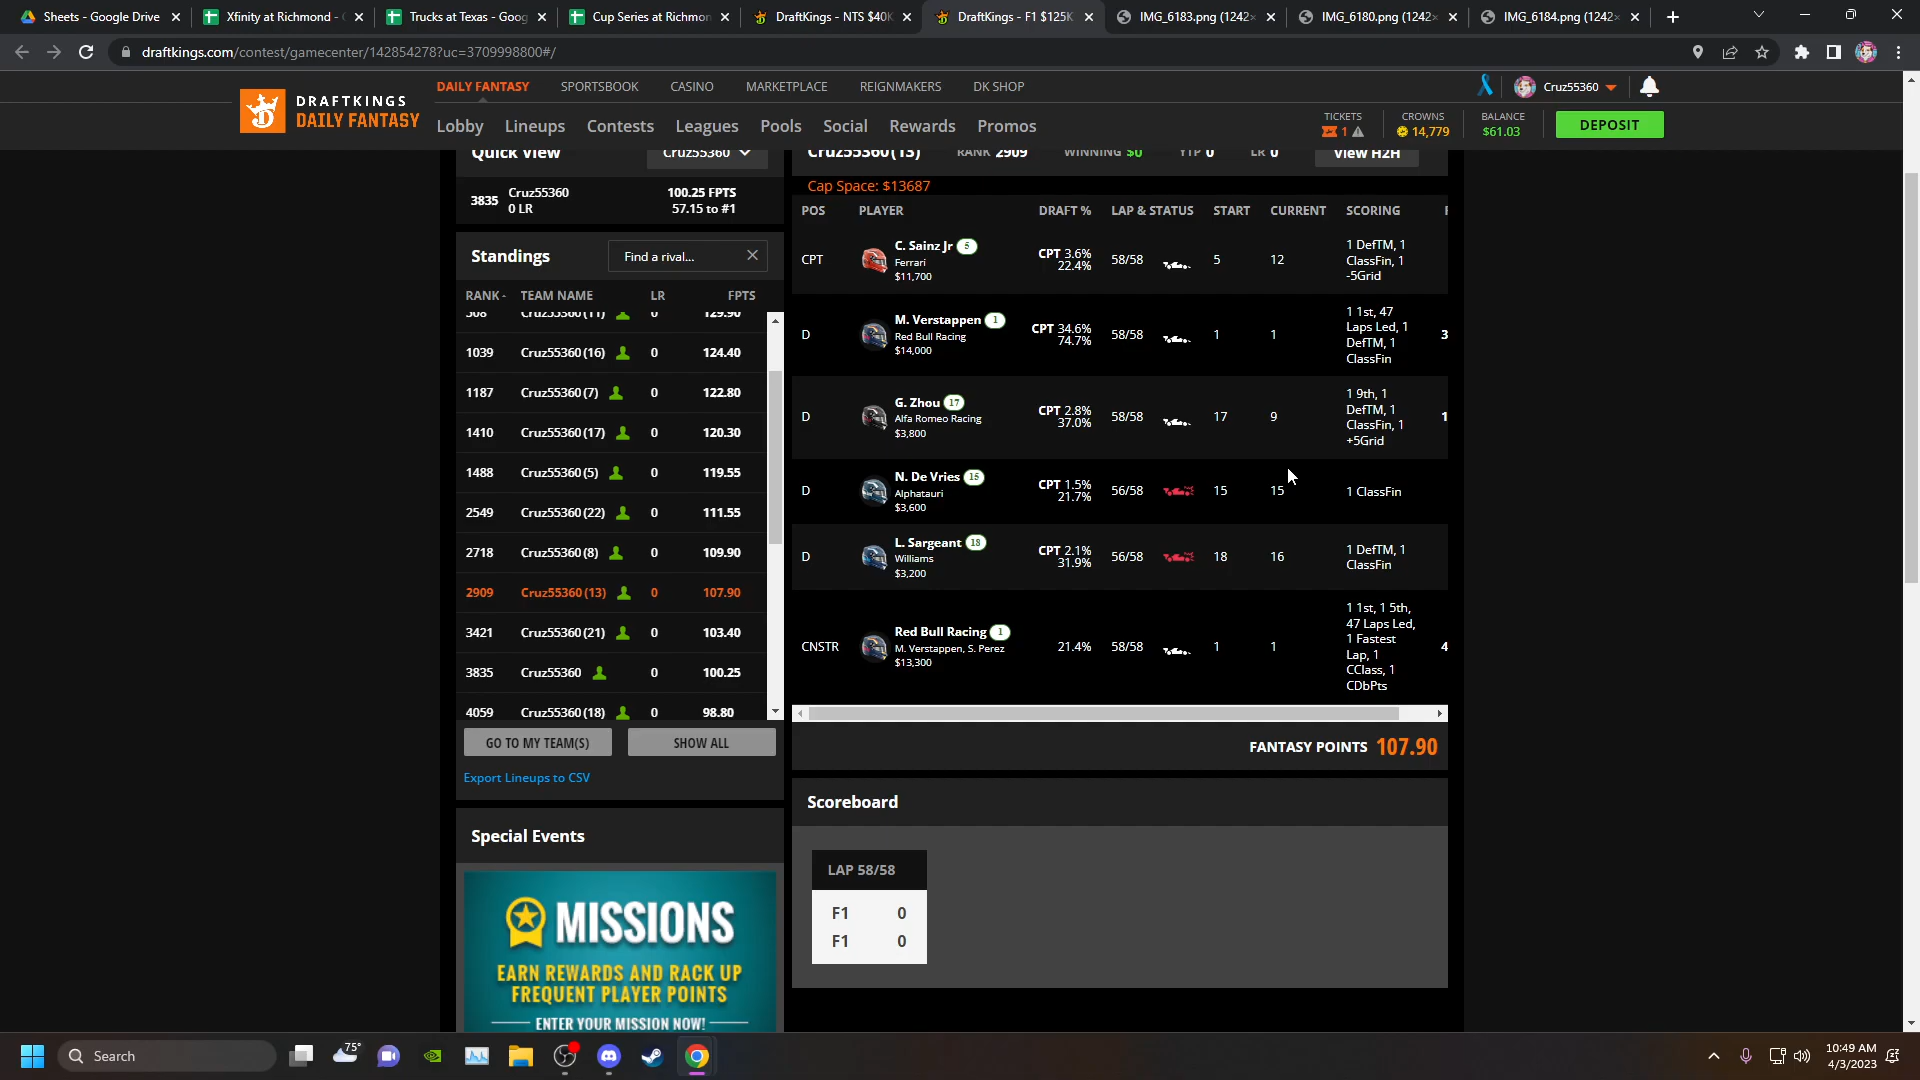 Sheets - Google Drive
Xfinity at Richmond -
Trucks at Texas - Goog
Cup Series at Richmon
DraftKings - NTS $40K
DraftKings - F1 $125K
IMG_6183.png (1242×
IMG_6180.png (1242×
IMG_6184.png (1242×
draftkings.com/contest/gamecenter/142854278?uc=3709998800#/
DRAFTKINGS
DAILY FANTASY
DAILY FANTASY SPORTSBOOK CASINO MARKETPLACE REIGNMAKERS DK SHOP
Cruz55360
Lobby Lineups Contests Leagues Pools Social Rewards Promos
TICKETS
1
CROWNS
14,779
BALANCE
$61.03
DEPOSIT
Quick View
Cruz55360
3835 Cruz55360 100.25 FPTS
0 LR 57.15 to #1
Standings
Find a rival...
RANK TEAM NAME LR FPTS
508 Cruz55360(11) 0 129.90
1039 Cruz55360(16) 0 124.40
1187 Cruz55360(7) 0 122.80
1410 Cruz55360(17) 0 120.30
1488 Cruz55360(5) 0 119.55
2549 Cruz55360(22) 0 111.55
2718 Cruz55360(8) 0 109.90
2909 Cruz55360(13) 0 107.90
3421 Cruz55360(21) 0 103.40
3835 Cruz55360 0 100.25
4059 Cruz55360(18) 0 98.80
GO TO MY TEAM(S)
SHOW ALL
Export Lineups to CSV
Special Events
MISSIONS
EARN REWARDS AND RACK UP
FREQUENT PLAYER POINTS
ENTER YOUR MISSION NOW!
Cruz55360(13) RANK 2909 WINNING $0 YTP 0 LR 0 View H2H
Cap Space: $13687
POS PLAYER DRAFT % LAP & STATUS START CURRENT SCORING F
CPT
C. Sainz Jr 5
Ferrari
$11,700
CPT 3.6%
22.4%
58/58
5
12
1 DefTM, 1
ClassFin, 1
-5Grid
D
M. Verstappen 1
Red Bull Racing
$14,000
CPT 34.6%
74.7%
58/58
1
1
1 1st, 47
Laps Led, 1
DefTM, 1
ClassFin
3
D
G. Zhou 17
Alfa Romeo Racing
$3,800
CPT 2.8%
37.0%
58/58
17
9
1 9th, 1
DefTM, 1
ClassFin, 1
+5Grid
1
D
N. De Vries 15
Alphatauri
$3,600
CPT 1.5%
21.7%
56/58
15
15
1 ClassFin
D
L. Sargeant 18
Williams
$3,200
CPT 2.1%
31.9%
56/58
18
16
1 DefTM, 1
ClassFin
CNSTR
Red Bull Racing 1
M. Verstappen, S. Perez
$13,300
21.4%
58/58
1
1
1 1st, 1 5th,
47 Laps Led,
1 Fastest
Lap, 1
CClass, 1
CDbPts
4
FANTASY POINTS 107.90
Scoreboard
LAP 58/58
F1 0
F1 0
Search
75°
10:49 AM
4/3/2023